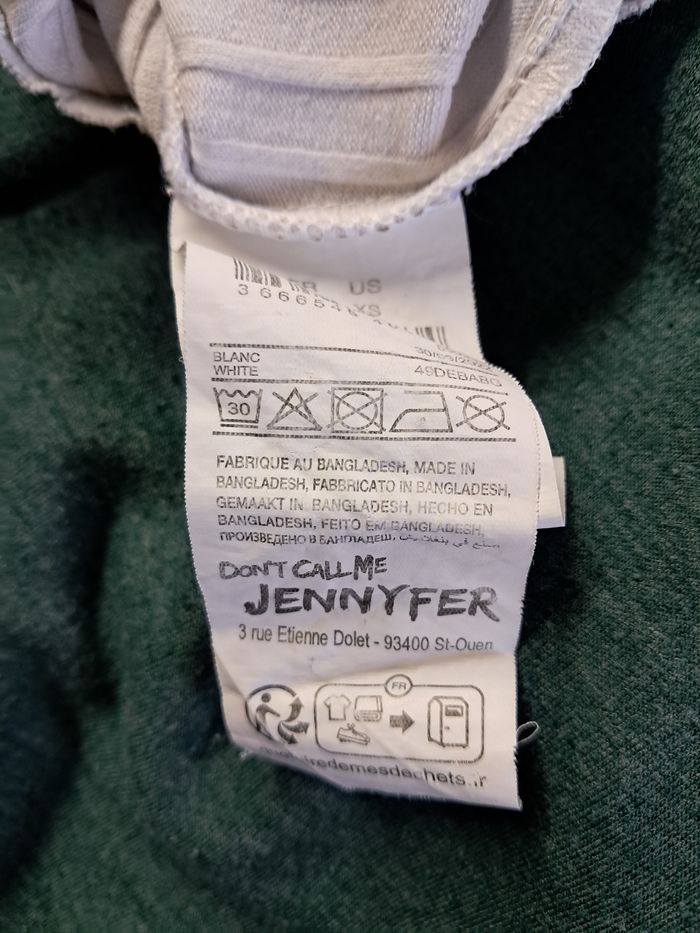 FR US
XS
3 66654
BLANC
WHITE
49DEBABG
30
FABRIQUE AU BANGLADESH, MADE IN
BANGLADESH, FABBRICATO IN BANGLADESH,
GEMAAKT IN BANGLADESH, HECHO EN
BANGLADESH, FEITO EM BANGLADESH,
ПРОИЗВЕДЕНО В БАНГЛАДЕШ,
DON'T CALL ME
JENNYFER
3 rue Etienne Dolet - 93400 St-Ouen
FR